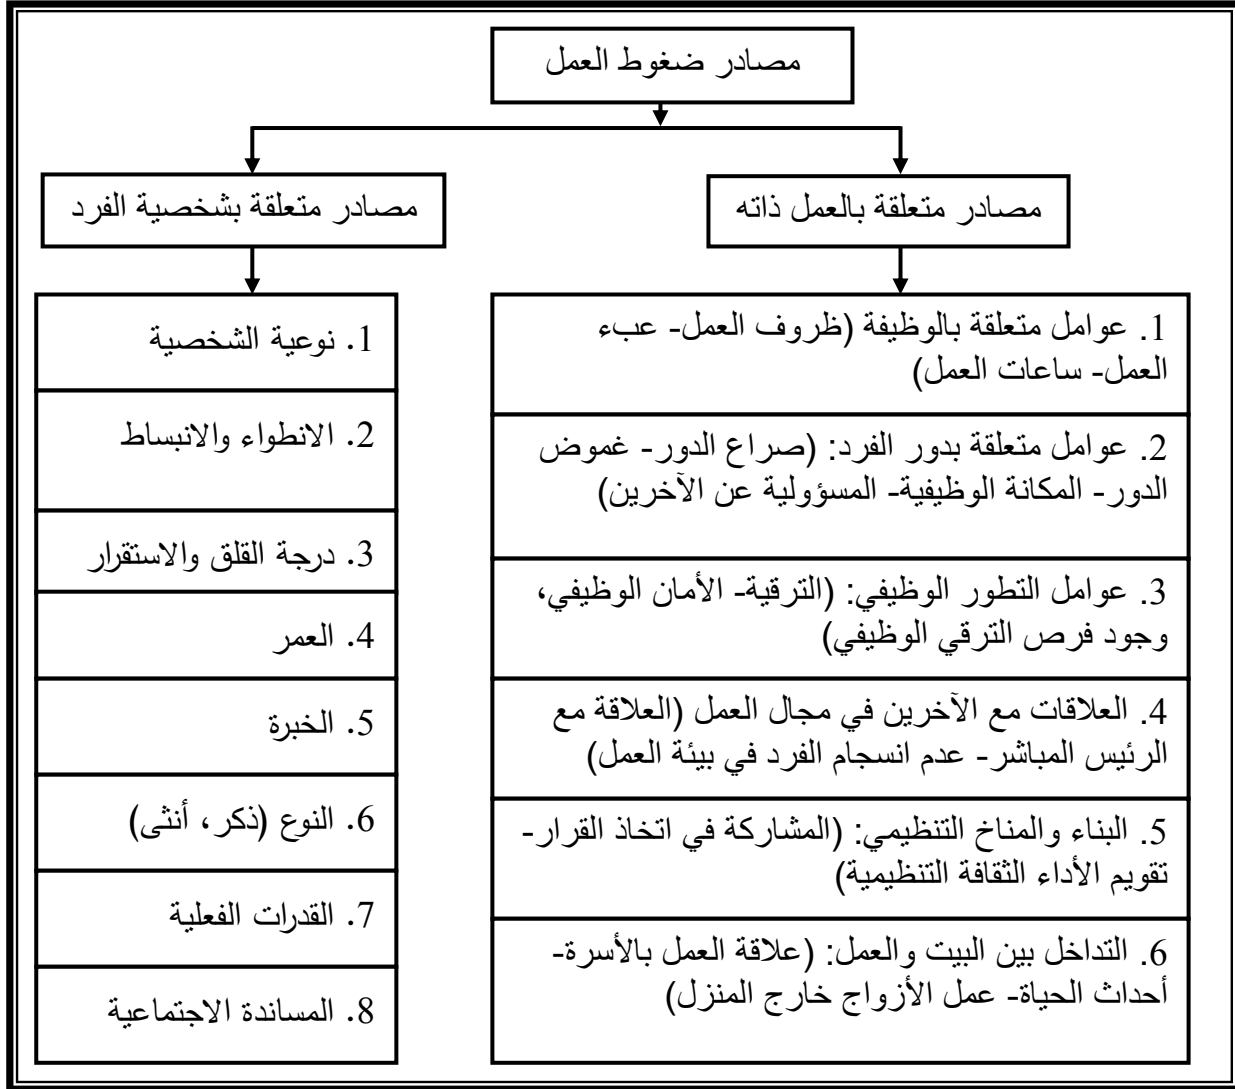 مصادر ضغوط العمل
مصادر متعلقة بالعمل ذاته
مصادر متعلقة بشخصية الفرد
1. عوامل متعلقة بالوظيفة (ظروف العمل- عبء
العمل- ساعات العمل)
2. عوامل متعلقة بدور الفرد: (صراع الدور- غموض
الدور- المكانة الوظيفية- المسؤولية عن الآخرين)
3. عوامل التطور الوظيفي: (الترقية- الأمان الوظيفي،
وجود فرص الترقي الوظيفي)
4. العلاقات مع الآخرين في مجال العمل (العلاقة مع
الرئيس المباشر- عدم انسجام الفرد في بيئة العمل)
5. البناء والمناخ التنظيمي: (المشاركة في اتخاذ القرار-
تقويم الأداء الثقافة التنظيمية)
6. التداخل بين البيت والعمل: (علاقة العمل بالأسرة-
أحداث الحياة- عمل الأزواج خارج المنزل)
1. نوعية الشخصية
2. الانطواء والانبساط
3. درجة القلق والاستقرار
4. العمر
5. الخبرة
6. النوع (ذكر، أنثى)
7. القدرات الفعلية
8. المساندة الاجتماعية